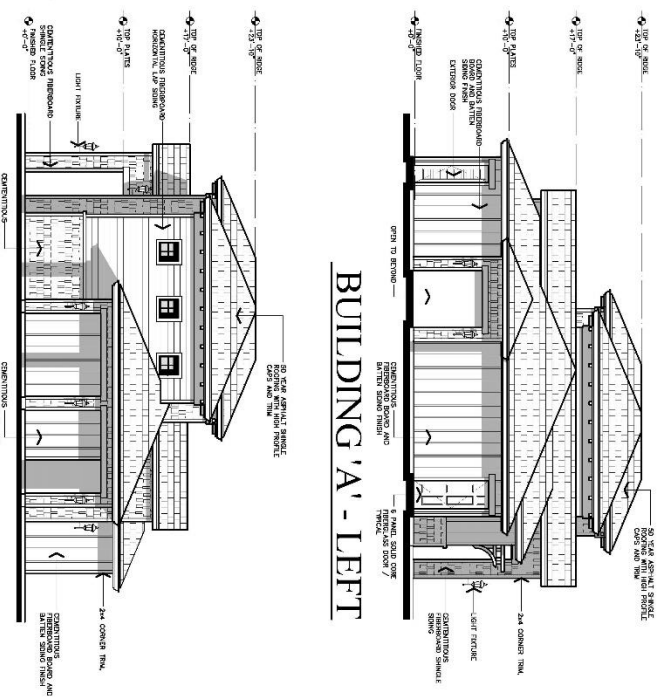 TOP OF RIDGE
+23'-10"
TOP OF RIDGE
+17'-0"
TOP PLATES
+10'-0"
FINISHED FLOOR
+0'-0"
50 YEAR ASPHALT SHINGLE
ROOFING WITH HIGH PROFILE
CAPS AND TRIM
CEMENTITIOUS FIBERBOARD
BOARD AND BATTEN
SIDING FINISH
EXTERIOR DOOR
2x4 CORNER TRIM,
LIGHT FIXTURE
CEMENTITIOUS
FIBERBOARD SHINGLE
SIDING
OPEN TO BEYOND
CEMENTITIOUS
FIBERBOARD BOARD AND
BATTEN SIDING FINISH
6 PANEL SOLID CORE
FIBERGLASS DOOR /
TYPICAL
BUILDING 'A' - LEFT
TOP OF RIDGE
+23'-10"
TOP OF RIDGE
+17'-0"
TOP PLATES
+10'-0"
FINISHED FLOOR
+0'-0"
50 YEAR ASPHALT SHINGLE
ROOFING WITH HIGH PROFILE
CAPS AND TRIM
CEMENTITIOUS FIBERBOARD
HORIZONTAL LAP SIDING
LIGHT FIXTURE
CEMENTITIOUS FIBERBOARD
SHINGLE SIDING
2x4 CORNER TRIM,
CEMENTITIOUS
FIBERBOARD BOARD AND
BATTEN SIDING FINISH
CEMENTITIOUS
CEMENTITIOUS